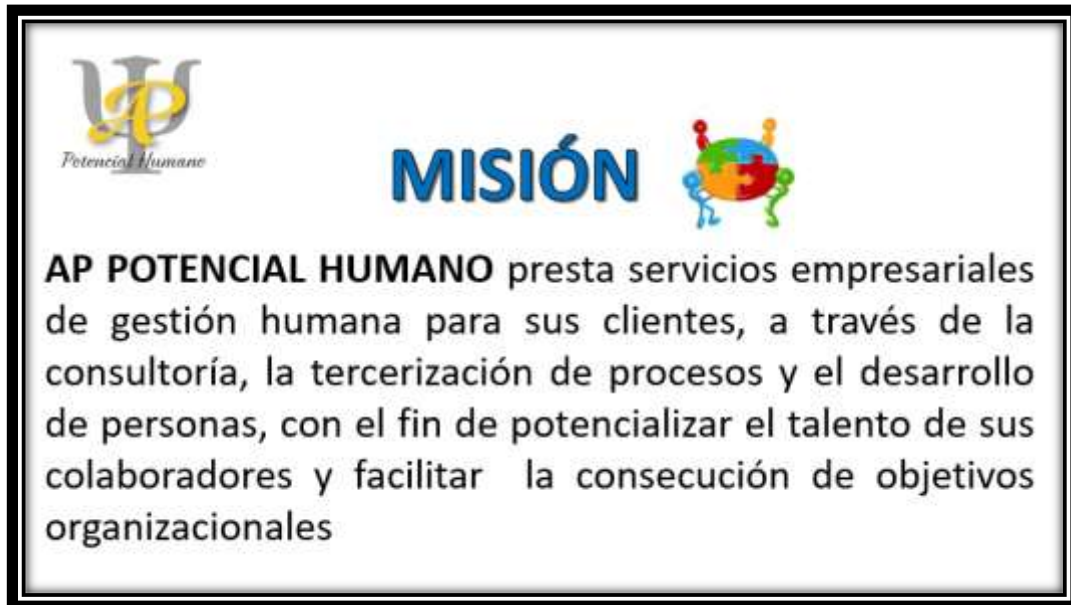 AP
Potencial Humano
MISIÓN
AP POTENCIAL HUMANO presta servicios empresariales
de gestión humana para sus clientes, a través de la
consultoría, la tercerización de procesos y el desarrollo
de personas, con el fin de potencializar el talento de sus
colaboradores y facilitar la consecución de objetivos
organizacionales